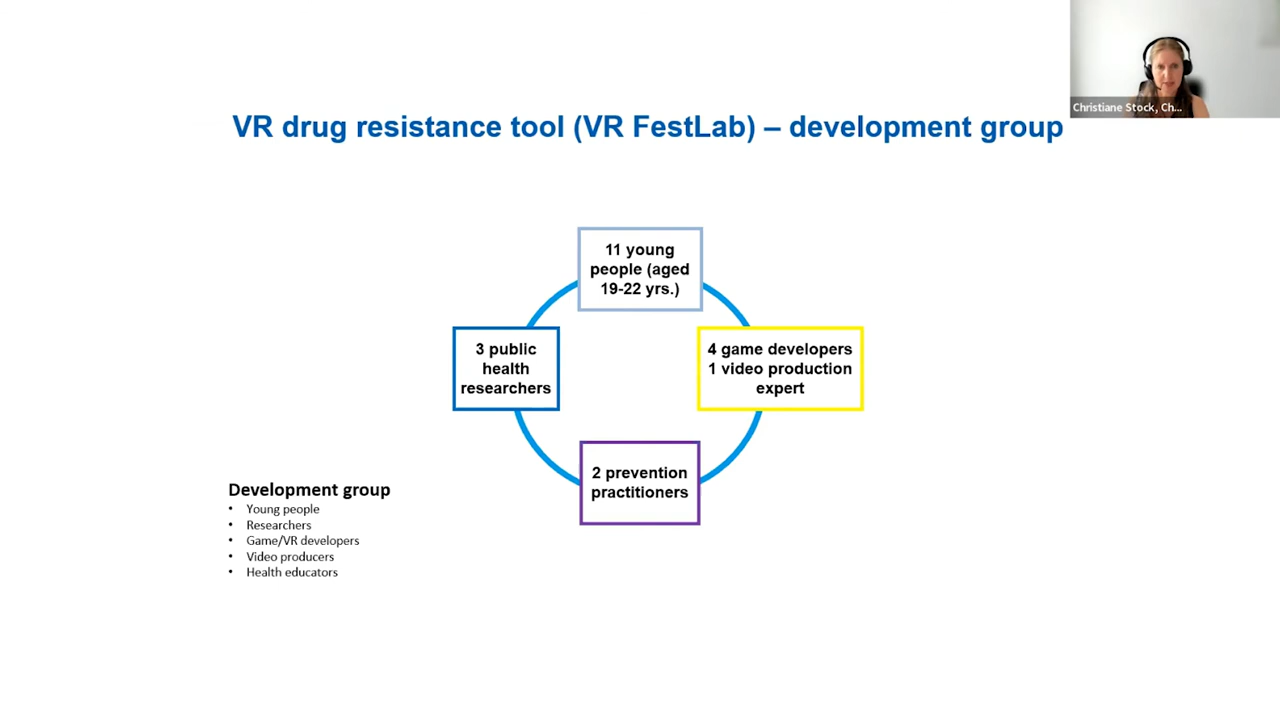 Christiane Stock, Ch...
VR drug resistance tool (VR FestLab) – development group
11 young
people (aged
19-22 yrs.)
3 public
health
researchers
4 game developers
1 video production
expert
2 prevention
practitioners
Development group
• Young people
• Researchers
• Game/VR developers
• Video producers
• Health educators